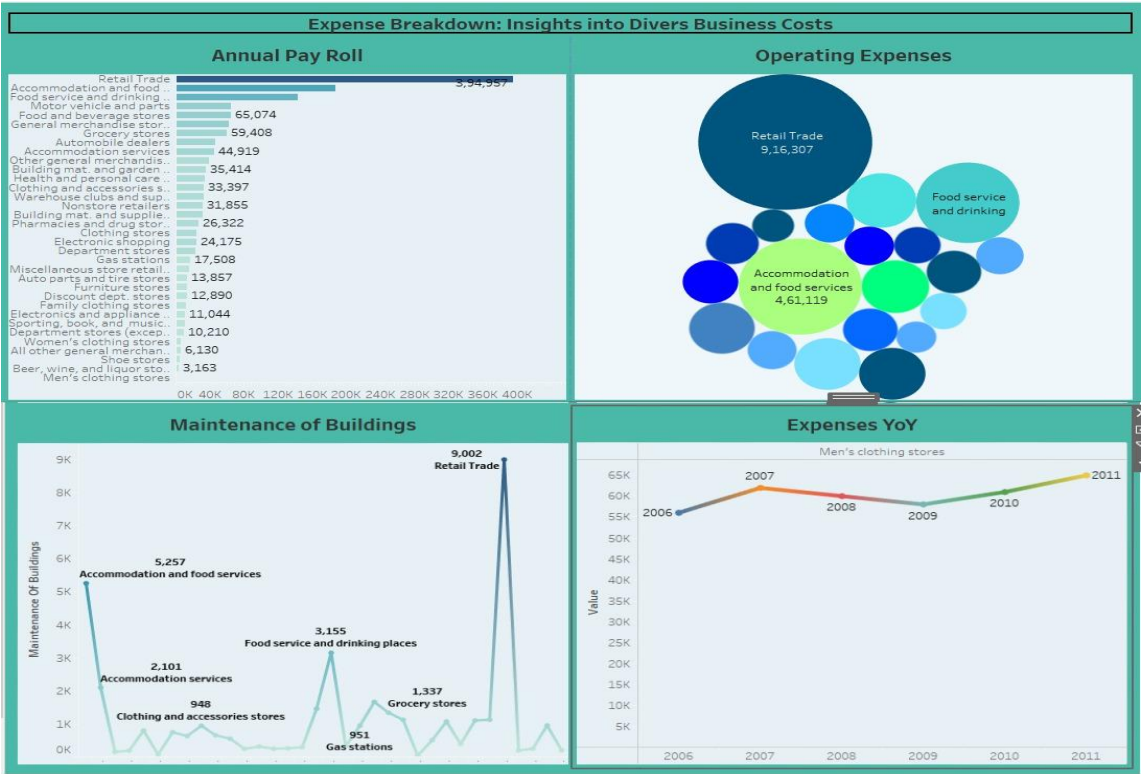 Expense Breakdown: Insights into Divers Business Costs
Annual Pay Roll
Retail Trade
3,94,957
Accommodation and food ..
Food service and drinking ..
Motor vehicle and parts
Food and beverage stores
65,074
General merchandise stor..
Grocery stores
59,408
Automobile dealers
Accommodation services
44,919
Other general merchandis..
Building mat. and garden ..
35,414
Health and personal care ..
Clothing and accessories s..
33,397
Warehouse clubs and sup..
Nonstore retailers
31,855
Building mat. and supplie..
Pharmacies and drug stor..
26,322
Clothing stores
Electronic shopping
24,175
Department stores
Gas stations
17,508
Miscellaneous store retail..
Auto parts and tire stores
13,857
Furniture stores
Discount dept. stores
12,890
Family clothing stores
Electronics and appliance ..
11,044
Sporting, book, and music..
Department stores (excep..
10,210
Women's clothing stores
All other general merchan..
6,130
Shoe stores
Beer, wine, and liquor sto..
3,163
Men's clothing stores
0K 40K 80K 120K 160K 200K 240K 280K 320K 360K 400K
Operating Expenses
Retail Trade
9,16,307
Food service
and drinking
Accommodation
and food services
4,61,119
Maintenance of Buildings
Maintenance Of Buildings
9K
8K
7K
6K
5K
4K
3K
2K
1K
0K
9,002
Retail Trade
5,257
Accommodation and food services
3,155
Food service and drinking places
2,101
Accommodation services
1,337
Grocery stores
948
Clothing and accessories stores
951
Gas stations
Expenses YoY
Men's clothing stores
Value
65K
60K
55K
50K
45K
40K
35K
30K
25K
20K
15K
10K
5K
2006
2007
2008
2009
2010
2011
2006 2007 2008 2009 2010 2011